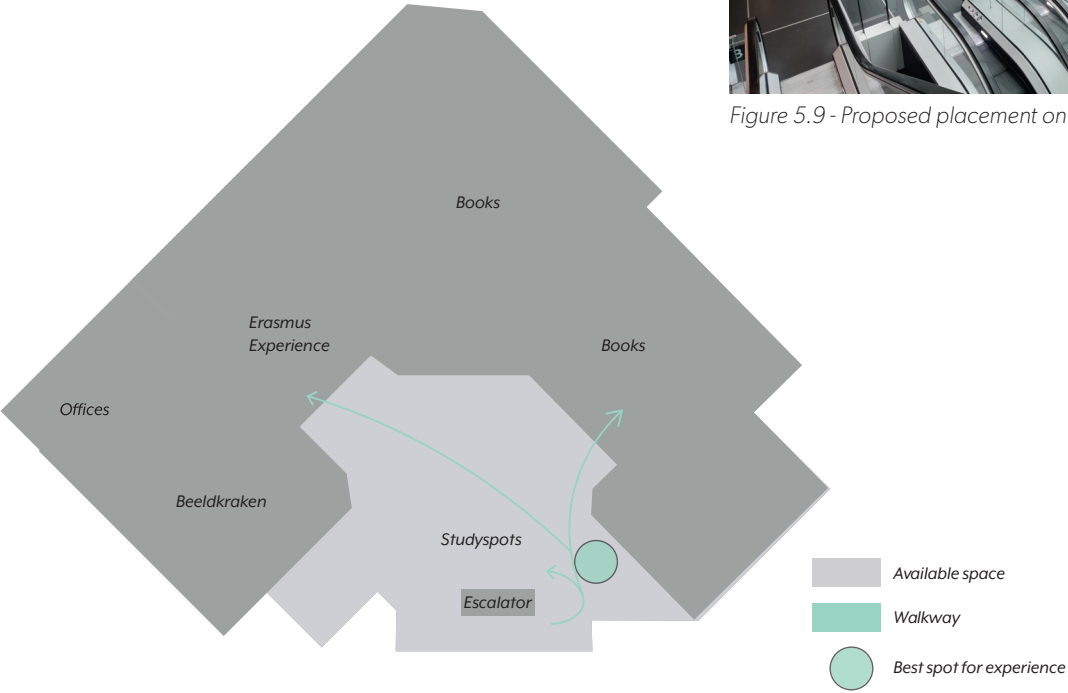 Figure 5.9 - Proposed placement on
Books
Erasmus
Experience
Books
Offices
Beeldkraken
Studyspots
Escalator
Available space
Walkway
Best spot for experience